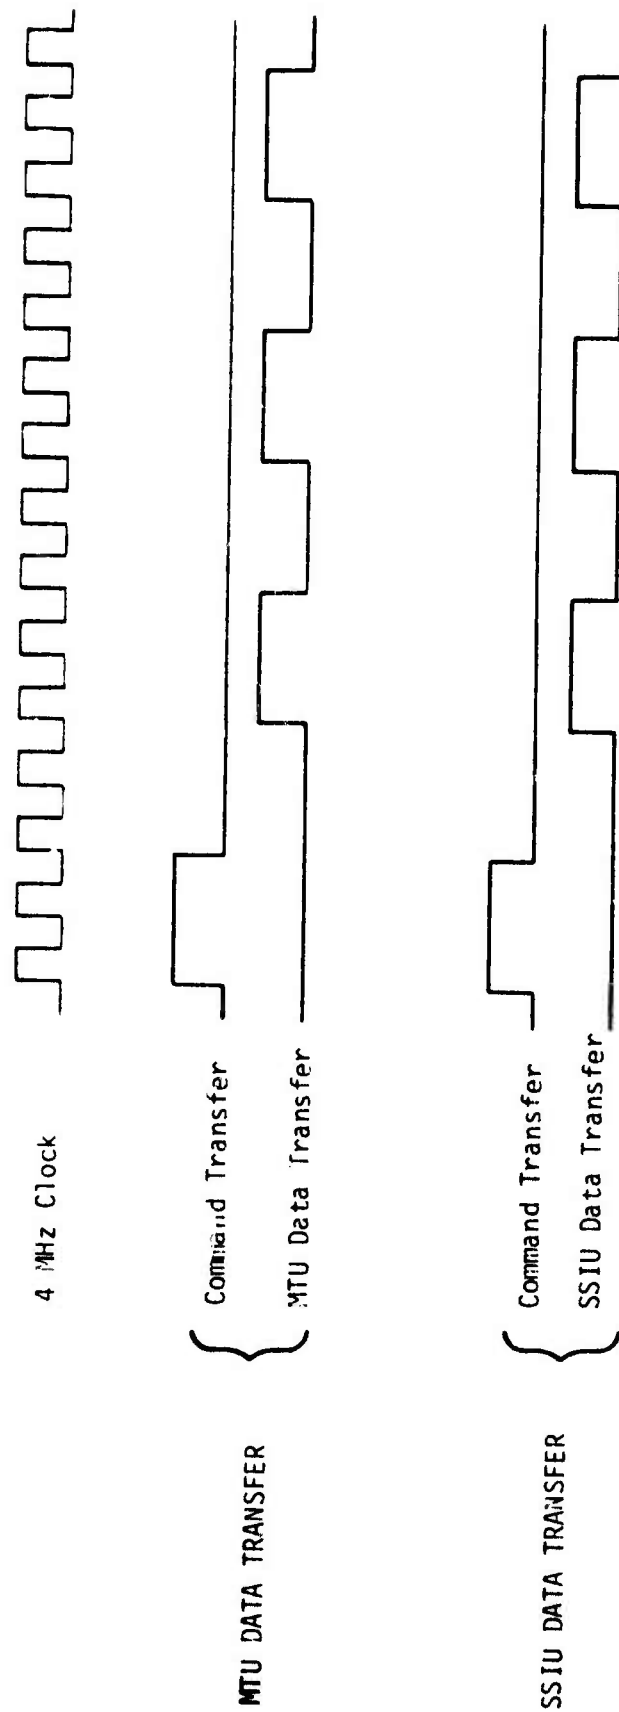 4 MHz Clock
MTU DATA TRANSFER
Command Transfer
MTU Data Transfer
SSIU DATA TRANSFER
Command Transfer
SSIU Data Transfer